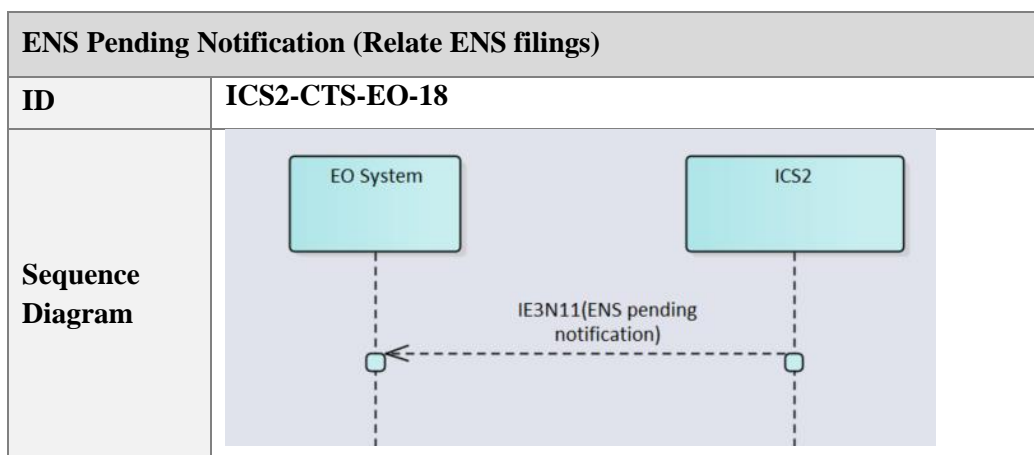 ENS Pending Notification (Relate ENS filings)
ID
ICS2-CTS-EO-18
Sequence
Diagram
EO System
ICS2
IE3N11(ENS pending
notification)